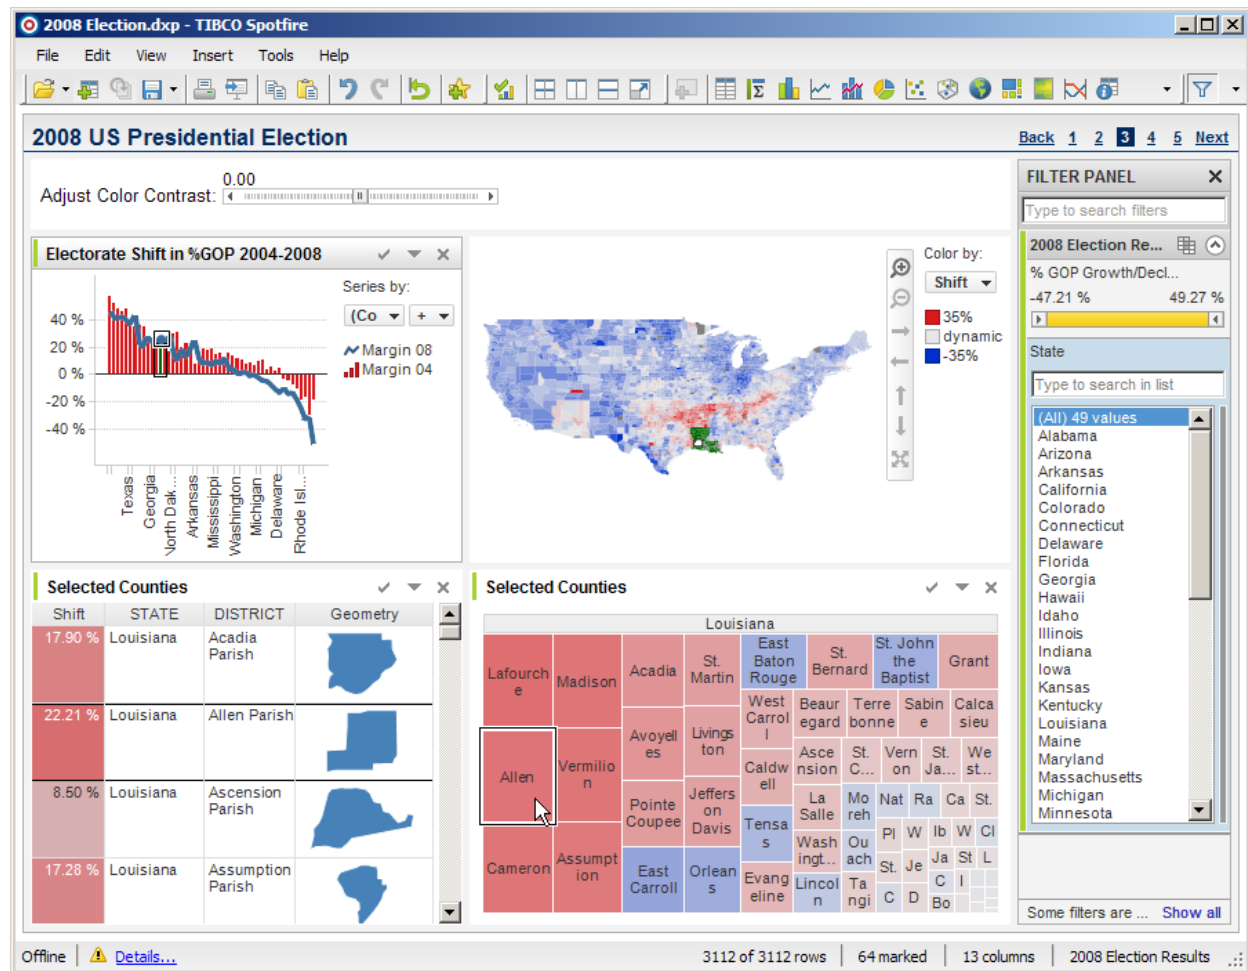 2008 Election.dxp - TIBCO Spotfire
File Edit View Insert Tools Help
2008 US Presidential Election
Back 1 2 3 4 5 Next
Adjust Color Contrast:
0.00
Electorate Shift in %GOP 2004-2008
40 %
20 %
0 %
-20 %
-40 %
Texas
Georgia
North Dak...
Arkansas
Mississippi
Washington
Michigan
Delaware
Rhode Isl...
Series by:
(Co +
Margin 08
Margin 04
Color by:
Shift
35%
dynamic
-35%
Selected Counties
Shift STATE DISTRICT Geometry
17.90 % Louisiana Acadia
Parish
22.21 % Louisiana Allen Parish
8.50 % Louisiana Ascension
Parish
17.28 % Louisiana Assumption
Parish
Selected Counties
Louisiana
Lafourch
e
Allen
Cameron
Madison
Vermilio
n
Assumpt
ion
Acadia
Avoyell
es
Pointe
Coupee
East
Carroll
St.
Martin
Livings
ton
Jeffers
on
Davis
Orlean
s
East
Baton
Rouge
St.
Bernard
St. John
the
Baptist
Grant
West
Carrol
l
Beaur
egard
Terre
bonne
Sabin
e
Calca
sieu
Caldw
ell
Asce
nsion
St.
C...
Vern
on
St.
Ja...
We
st...
Tensa
s
La
Salle
Mo
reh
Nat Ra Ca St.
Evang
eline
Wash
ingt...
Ou
ach
Pl W Ib W Cl
Lincol
n
Ta
ngi
St. Je Ja St L
C D C I
Bo
FILTER PANEL
Type to search filters
2008 Election Re...
% GOP Growth/Decl...
-47.21 % 49.27 %
State
Type to search in list
(All) 49 values
Alabama
Arizona
Arkansas
California
Colorado
Connecticut
Delaware
Florida
Georgia
Hawaii
Idaho
Illinois
Indiana
Iowa
Kansas
Kentucky
Louisiana
Maine
Maryland
Massachusetts
Michigan
Minnesota
Some filters are ... Show all
Offline Details... 3112 of 3112 rows 64 marked 13 columns 2008 Election Results